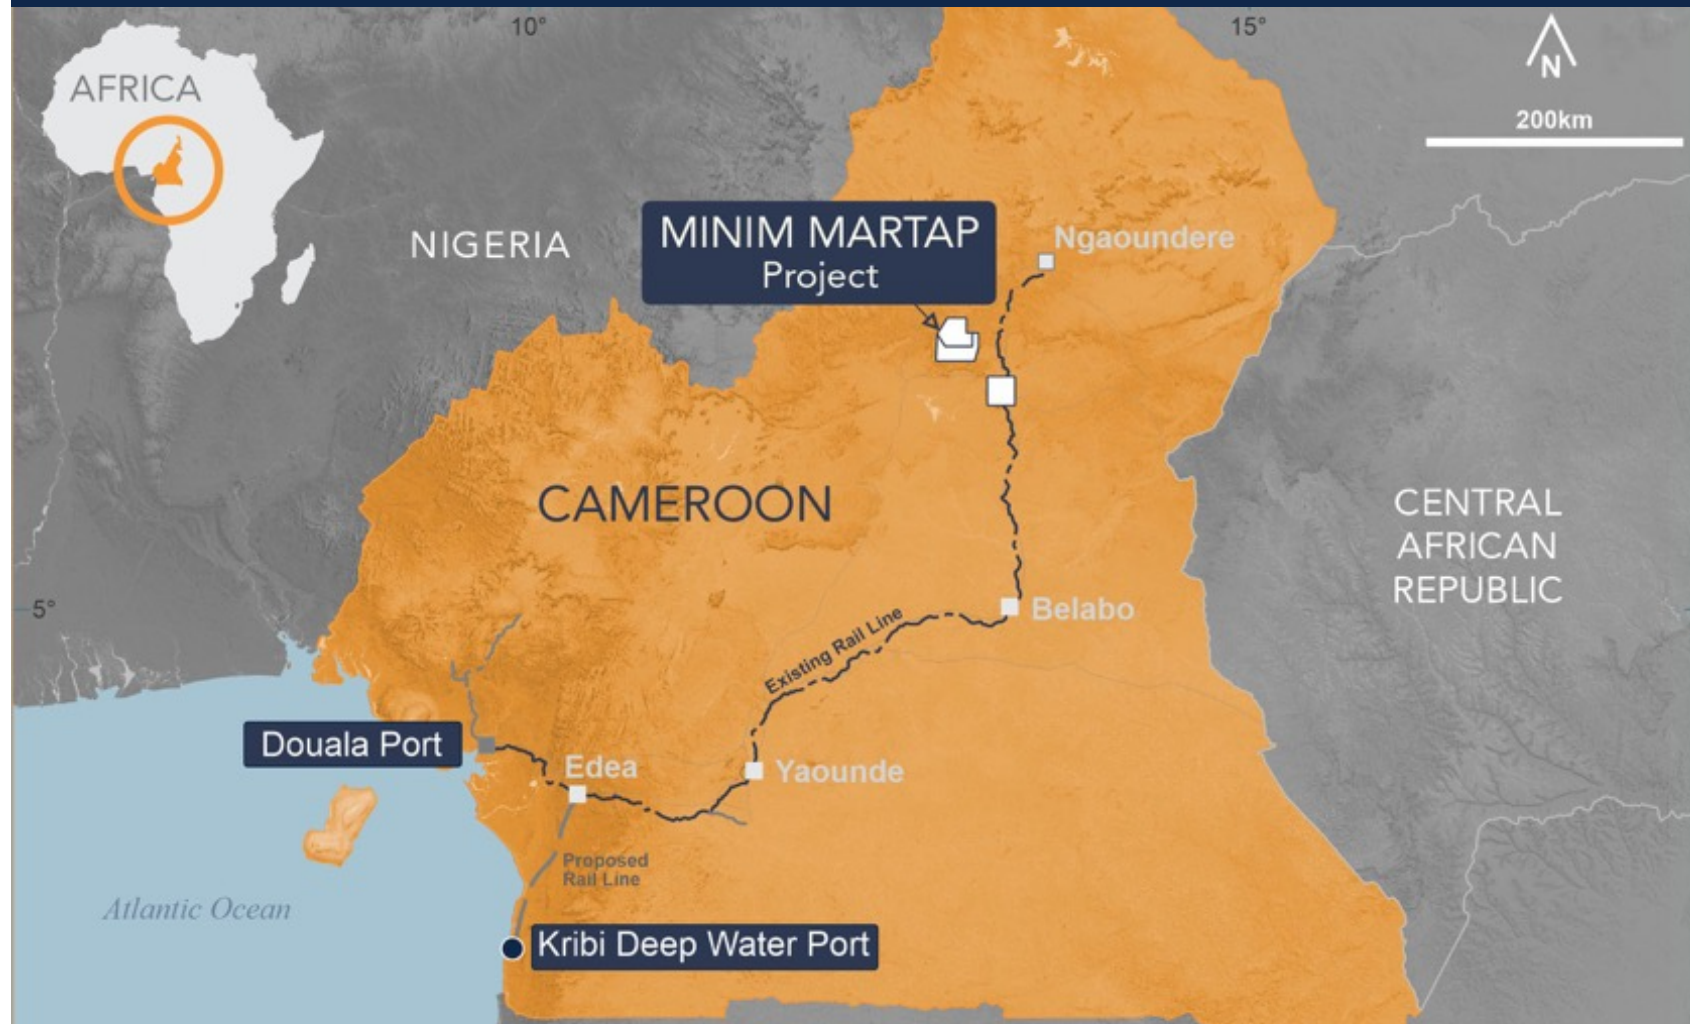 10°
15°
AFRICA
N
200km
NIGERIA
MINIM MARTAP
Project
Ngaoundere
CAMEROON
CENTRAL
AFRICAN
REPUBLIC
5°
Belabo
Existing Rail Line
Douala Port
Edea
Yaounde
Proposed
Rail Line
Atlantic Ocean
Kribi Deep Water Port